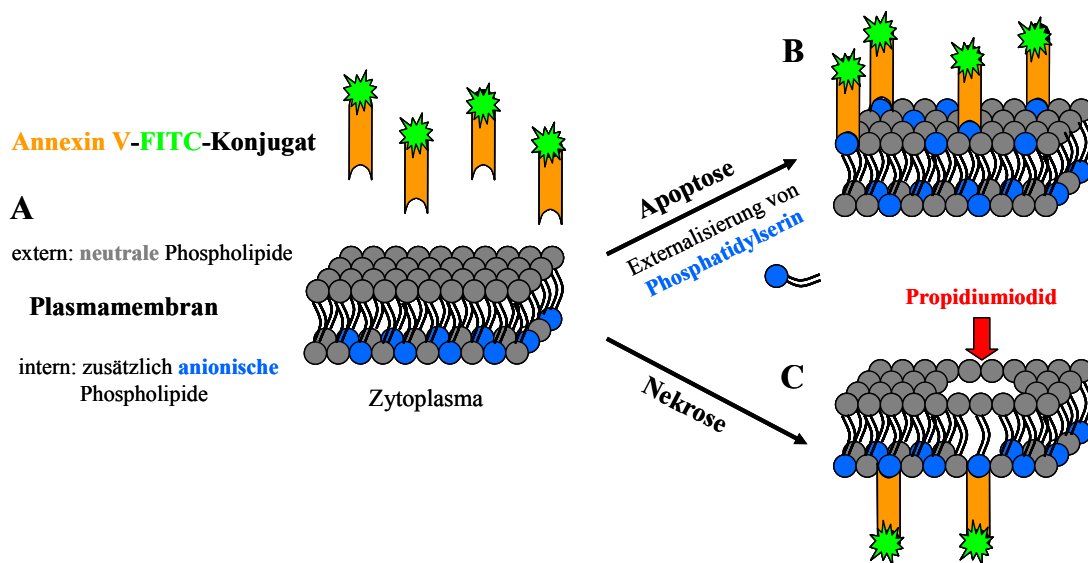 Annexin V-FITC-Konjugat
A
extern: neutrale Phospholipide
Plasmamembran
intern: zusätzlich anionische
Phospholipide
Zytoplasma
Apoptose
Externalisierung von
Phosphatidylserin
Nekrose
B
Propidiumiodid
C